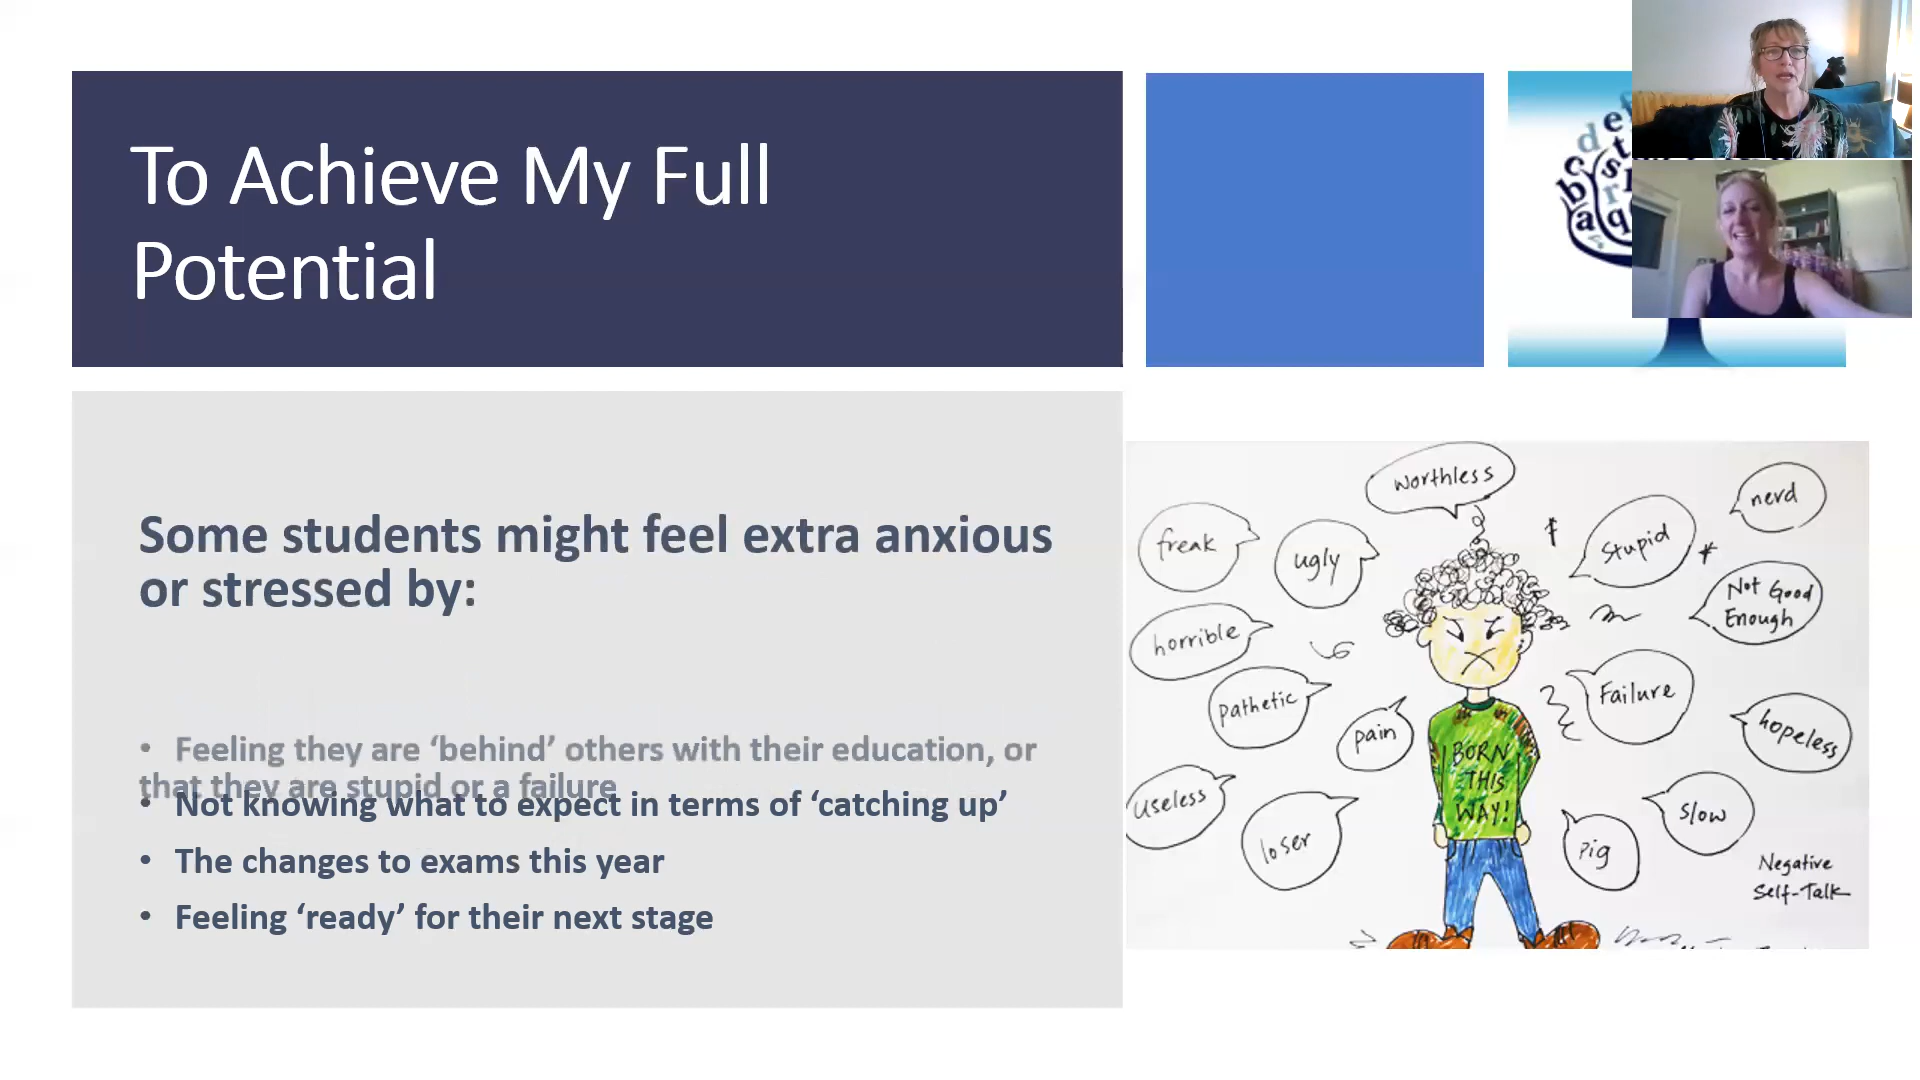 To Achieve My Full
Potential
Some students might feel extra anxious
or stressed by:
• Feeling they are ‘behind’ others with their education, or
that they are stupid or a failure
• Not knowing what to expect in terms of ‘catching up’
• The changes to exams this year
• Feeling ‘ready’ for their next stage
worthless
nerd
freak
ugly
Stupid
Not Good
Enough
horrible
Pathetic
pain
Failure
hopeless
useless
loser
Pig
Slow
BORN
THIS
WAY!
Negative
Self-Talk